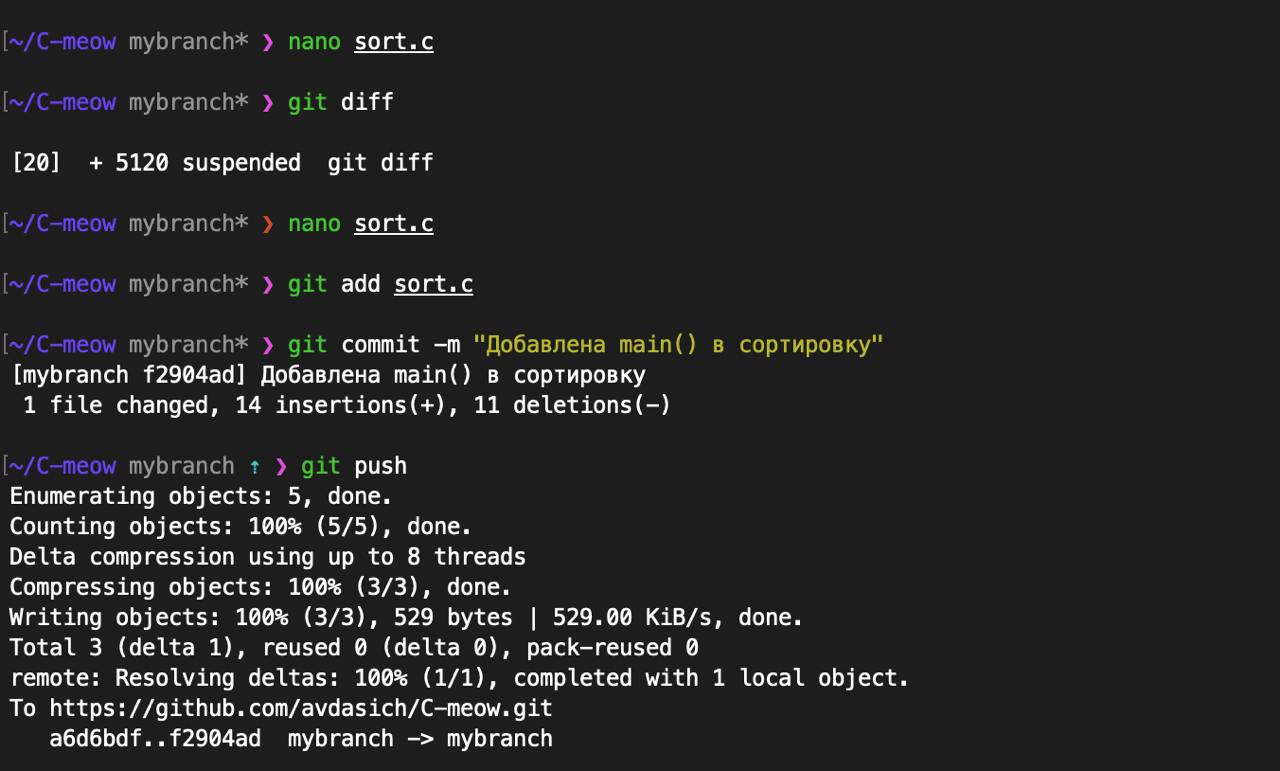 [~/C-meow mybranch* ❯ nano sort.c
[~/C-meow mybranch* ❯ git diff
[20]  + 5120 suspended  git diff
[~/C-meow mybranch* ❯ nano sort.c
[~/C-meow mybranch* ❯ git add sort.c
[~/C-meow mybranch* ❯ git commit -m "Добавлена main() в сортировку"
[mybranch f2904ad] Добавлена main() в сортировку
 1 file changed, 14 insertions(+), 11 deletions(-)
[~/C-meow mybranch ⇡ ❯ git push
Enumerating objects: 5, done.
Counting objects: 100% (5/5), done.
Delta compression using up to 8 threads
Compressing objects: 100% (3/3), done.
Writing objects: 100% (3/3), 529 bytes | 529.00 KiB/s, done.
Total 3 (delta 1), reused 0 (delta 0), pack-reused 0
remote: Resolving deltas: 100% (1/1), completed with 1 local object.
To https://github.com/avdasich/C-meow.git
   a6d6bdf..f2904ad  mybranch -> mybranch